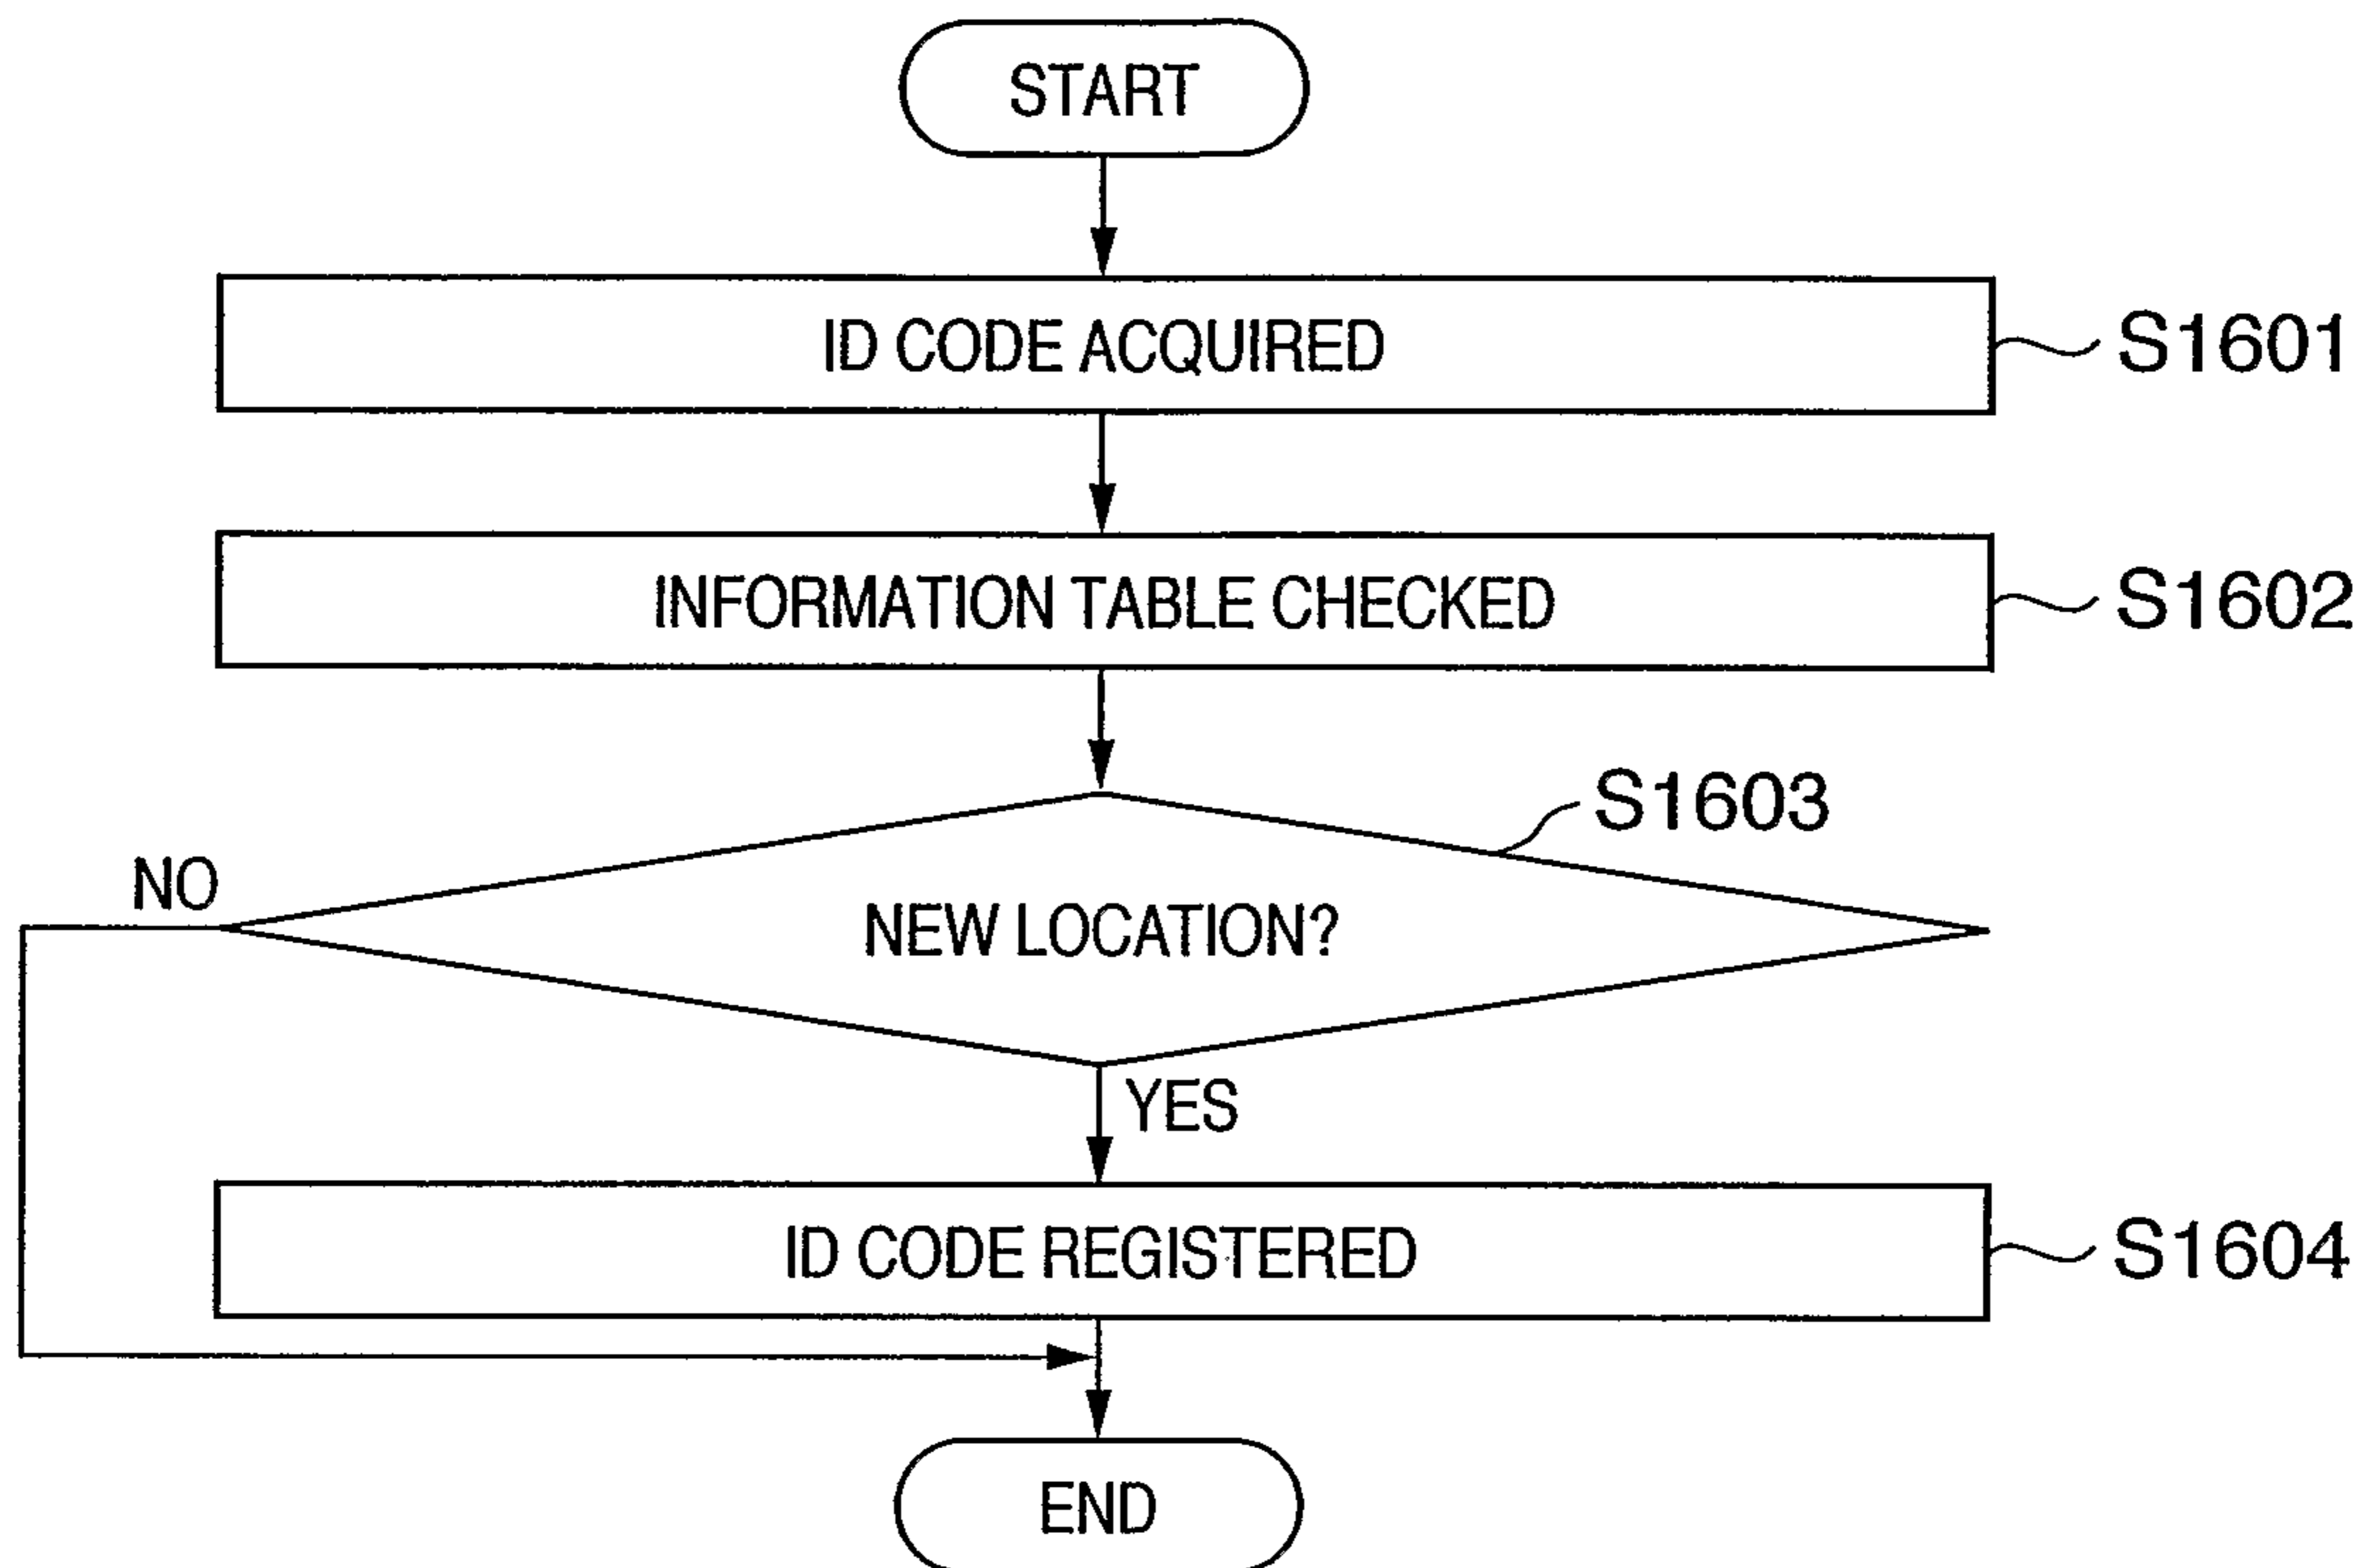 START
ID CODE ACQUIRED
S1601
INFORMATION TABLE CHECKED
S1602
S1603
NO
NEW LOCATION?
YES
ID CODE REGISTERED
S1604
END